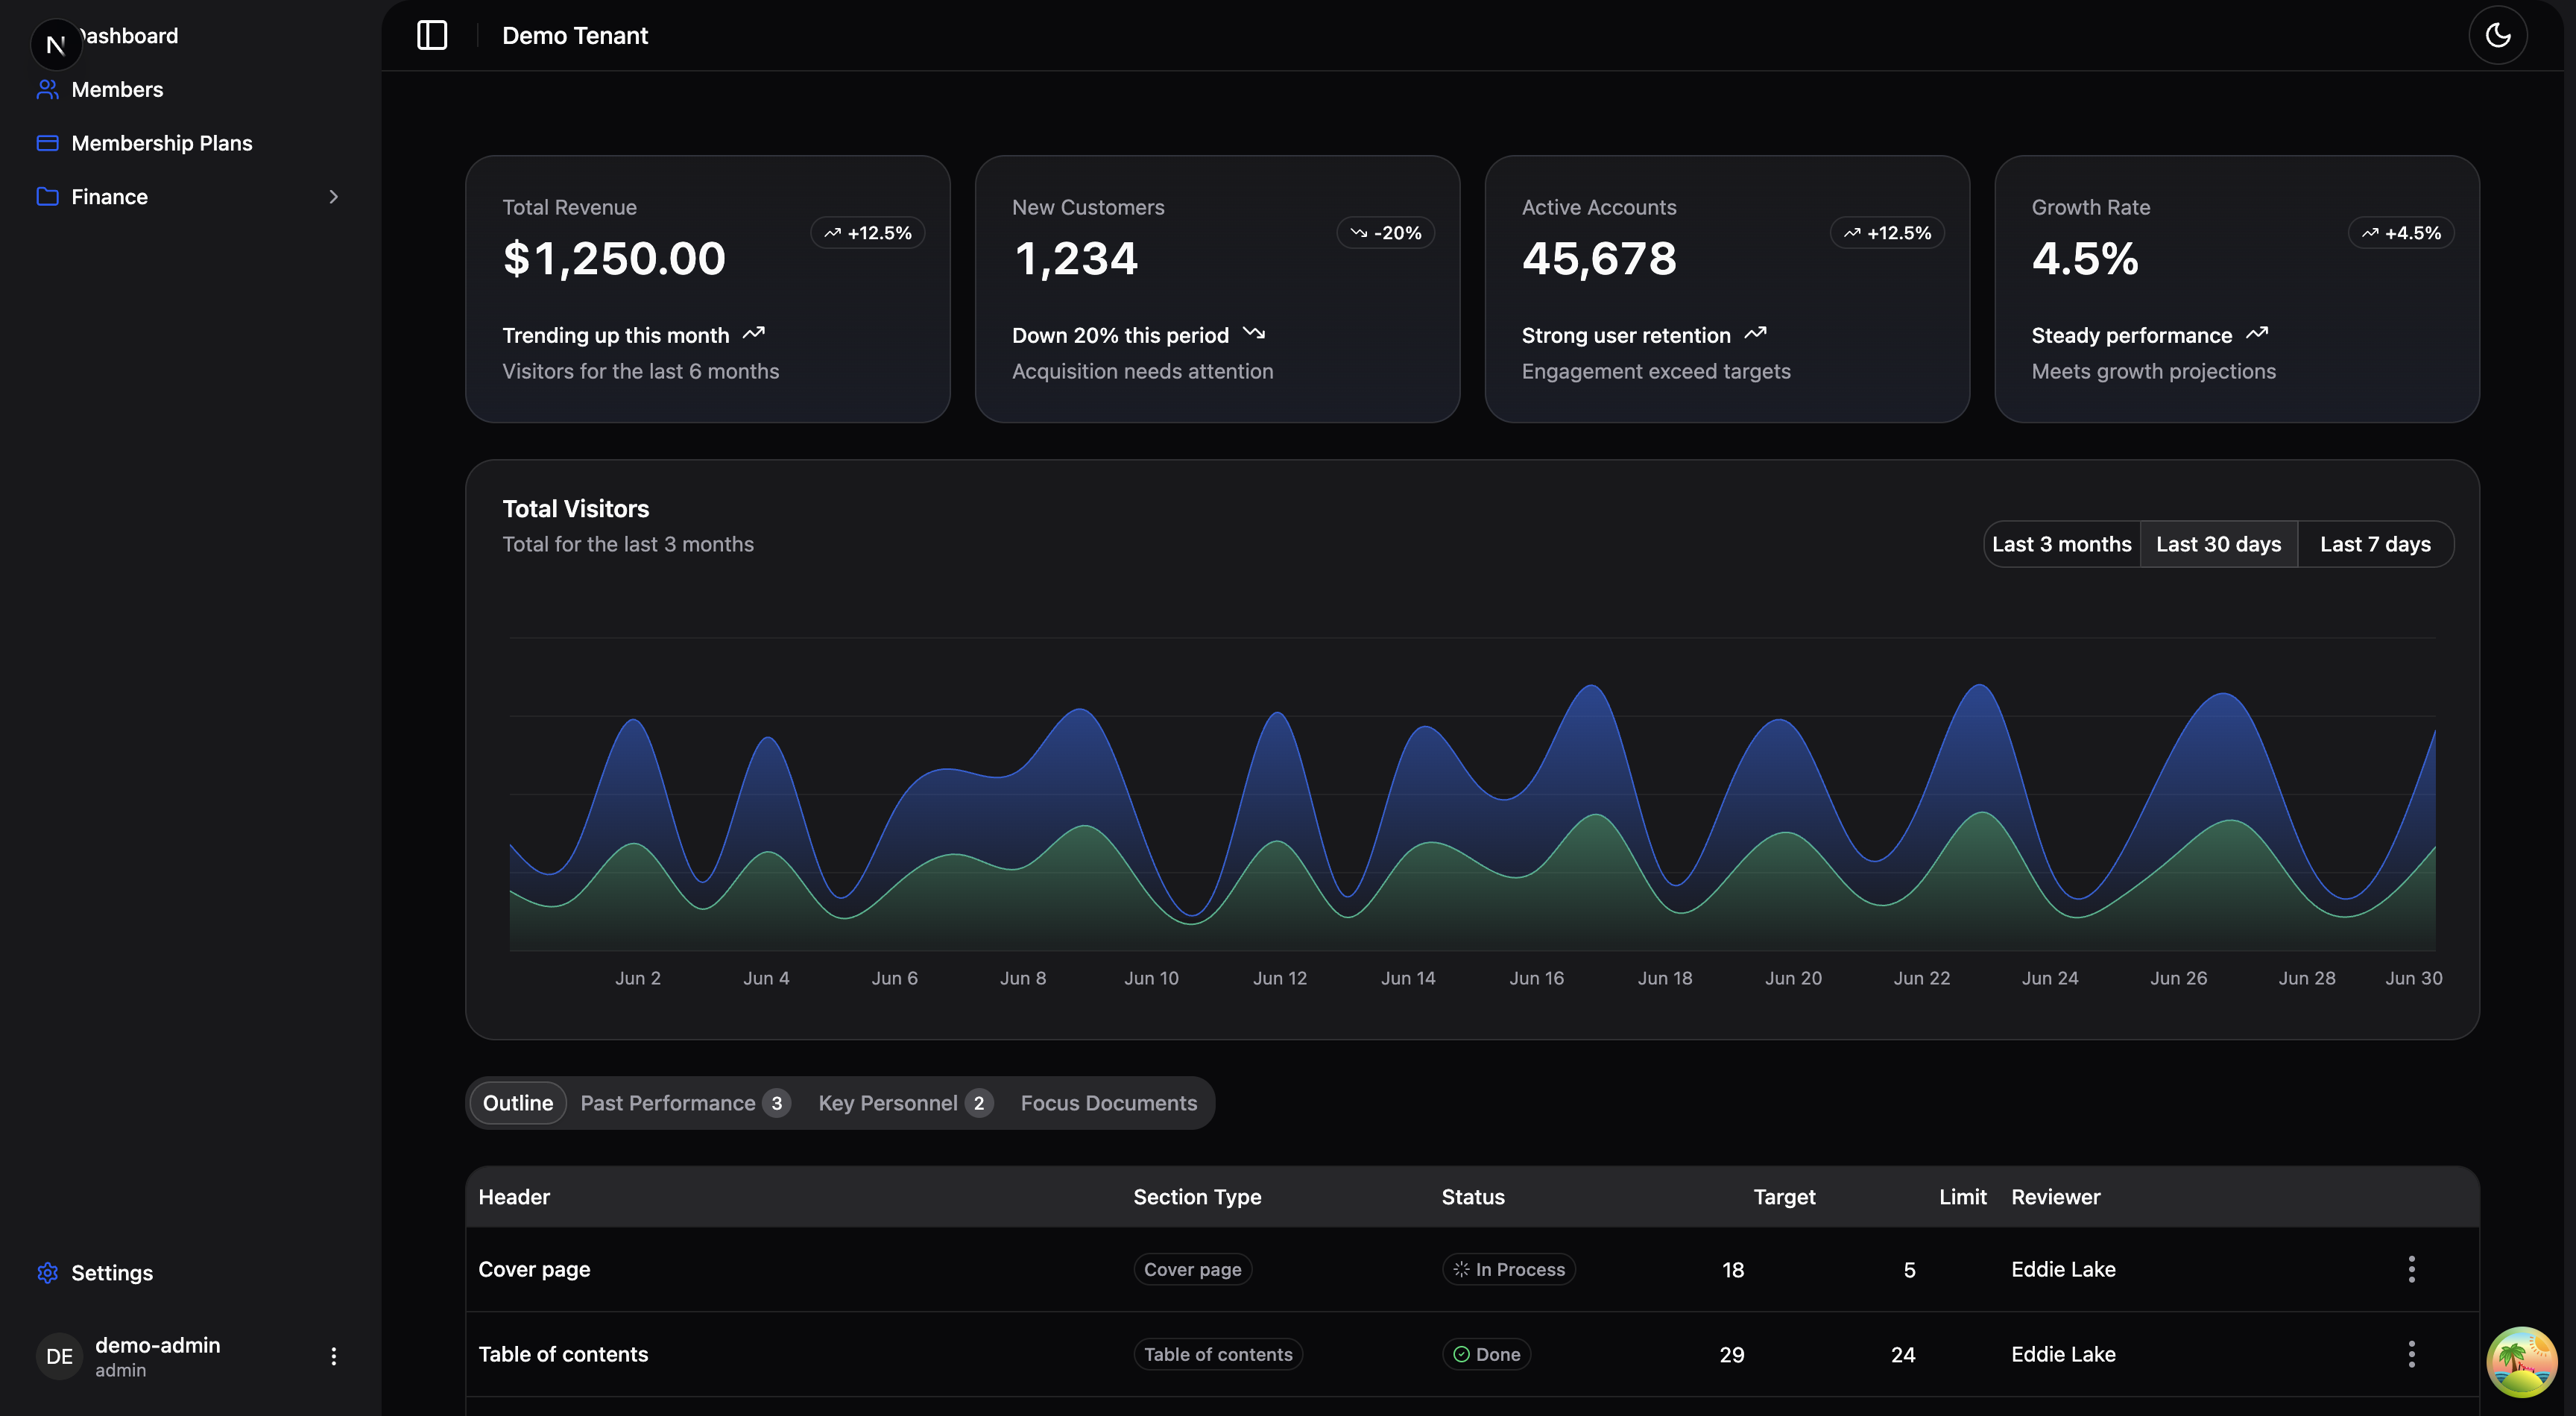 N
Dashboard
Members
Membership Plans
Finance
Settings
DE
demo-admin
admin
Demo Tenant
Total Revenue
$1,250.00
+12.5%
Trending up this month
Visitors for the last 6 months
New Customers
1,234
-20%
Down 20% this period
Acquisition needs attention
Active Accounts
45,678
+12.5%
Strong user retention
Engagement exceed targets
Growth Rate
4.5%
+4.5%
Steady performance
Meets growth projections
Total Visitors
Total for the last 3 months
Last 3 months Last 30 days Last 7 days
Jun 2 Jun 4 Jun 6 Jun 8 Jun 10 Jun 12 Jun 14 Jun 16 Jun 18 Jun 20 Jun 22 Jun 24 Jun 26 Jun 28 Jun 30
Outline Past Performance 3 Key Personnel 2 Focus Documents
Header Section Type Status Target Limit Reviewer
Cover page Cover page In Process 18 5 Eddie Lake
Table of contents Table of contents Done 29 24 Eddie Lake